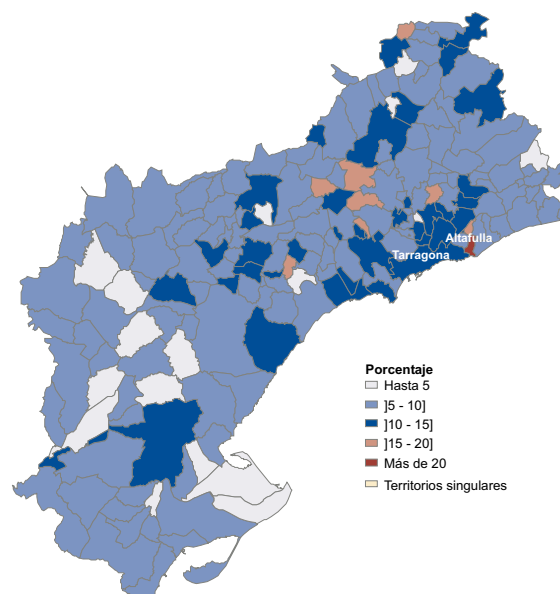 Altafulla
Tarragona
Porcentaje
Hasta 5
]5 - 10]
]10 - 15]
]15 - 20]
Más de 20
Territorios singulares